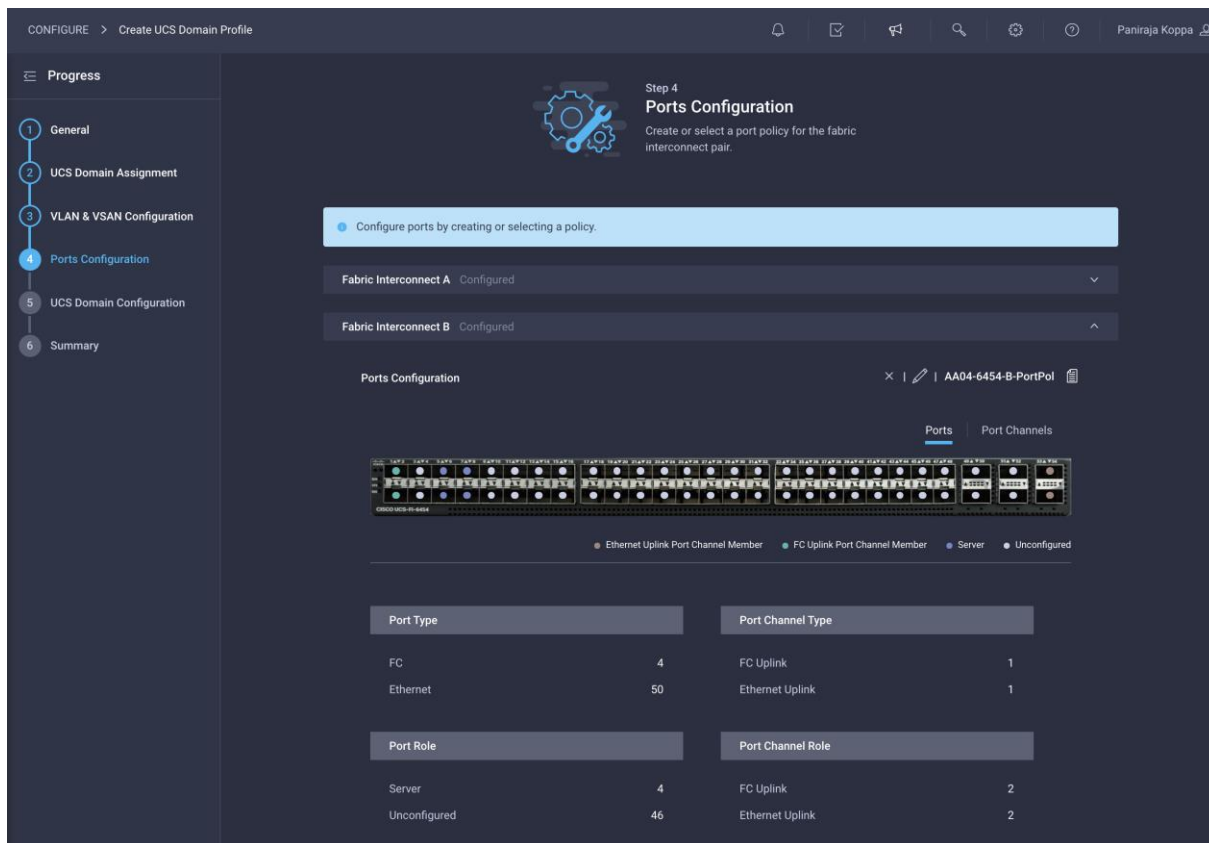 CONFIGURE > Create UCS Domain Profile
Paniraja Koppa
Progress
1 General
2 UCS Domain Assignment
3 VLAN & VSAN Configuration
4 Ports Configuration
5 UCS Domain Configuration
6 Summary
Step 4
Ports Configuration
Create or select a port policy for the fabric
interconnect pair.
Configure ports by creating or selecting a policy.
Fabric Interconnect A Configured
Fabric Interconnect B Configured
Ports Configuration
× | | AA04-6454-B-PortPol
Ports | Port Channels
CISCO UCS-FI-6454
Ethernet Uplink Port Channel Member FC Uplink Port Channel Member Server Unconfigured
Port Type Port Channel Type
FC 4 FC Uplink 1
Ethernet 50 Ethernet Uplink 1
Port Role Port Channel Role
Server 4 FC Uplink 2
Unconfigured 46 Ethernet Uplink 2